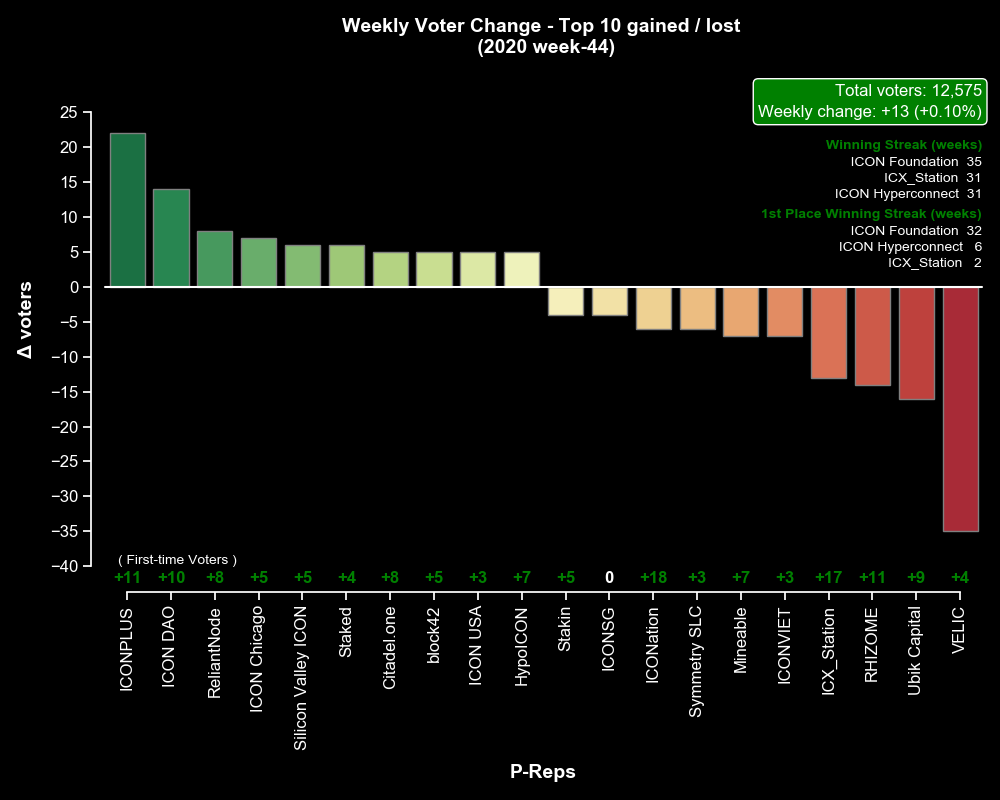 Weekly Voter Change - Top 10 gained / lost
(2020 week-44)
Total voters: 12,575
Weekly change: +13 (+0.10%)
Winning Streak (weeks)
ICON Foundation 35
ICX_Station 31
ICON Hyperconnect 31
1st Place Winning Streak (weeks)
ICON Foundation 32
ICON Hyperconnect 6
ICX_Station 2
Δ voters
25
20
15
10
5
0
−5
−10
−15
−20
−25
−30
−35
−40
( First-time Voters )
+11 +10 +8 +5 +5 +4 +8 +5 +3 +7 +5 0 +18 +3 +7 +3 +17 +11 +9 +4
ICONPLUS
ICON DAO
ReliantNode
ICON Chicago
Silicon Valley ICON
Staked
Citadel.one
block42
ICON USA
HypoICON
Stakin
ICONSG
ICONation
Symmetry SLC
Mineable
ICONVIET
ICX_Station
RHIZOME
Ubik Capital
VELIC
P-Reps